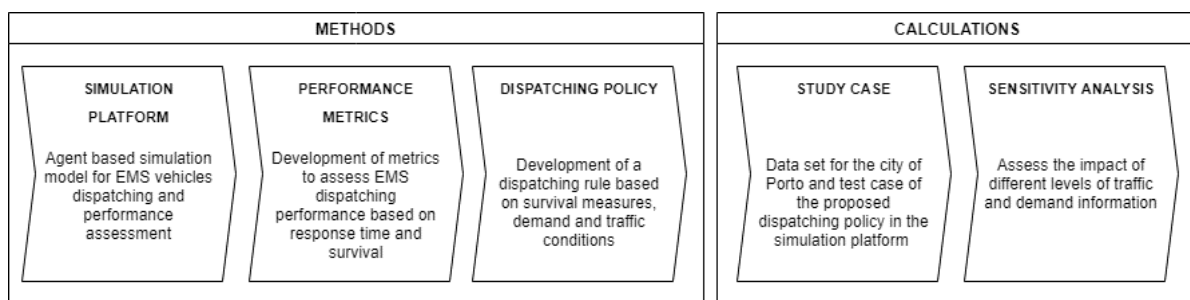 METHODS
SIMULATION
PLATFORM
Agent based simulation
model for EMS vehicles
dispatching and
performance
assessment
PERFORMANCE
METRICS
Development of metrics
to assess EMS
dispatching
performance based on
response time and
survival
DISPATCHING POLICY
Development of a
dispatching rule based
on survival measures,
demand and traffic
conditions
CALCULATIONS
STUDY CASE
Data set for the city of
Porto and test case of
the proposed
dispatching policy in the
simulation platform
SENSITIVITY ANALYSIS
Assess the impact of
different levels of traffic
and demand information